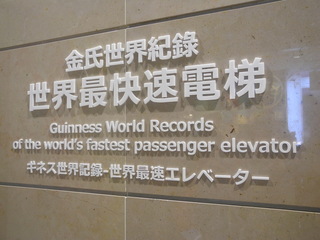 金氏世界紀錄
世界最快速電梯
Guinness World Records
of the world's fastest passenger elevator
ギネス世界記録-世界最速エレベーター